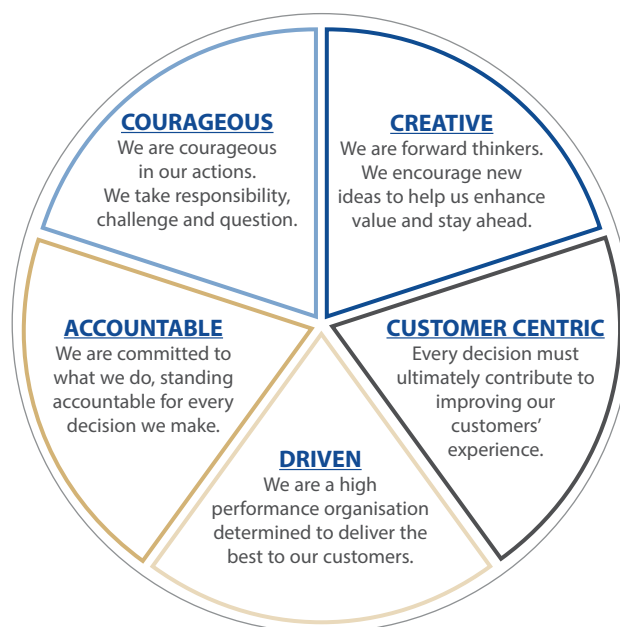 COURAGEOUS
We are courageous
in our actions.
We take responsibility,
challenge and question.
CREATIVE
We are forward thinkers.
We encourage new
ideas to help us enhance
value and stay ahead.
ACCOUNTABLE
We are committed to
what we do, standing
accountable for every
decision we make.
CUSTOMER CENTRIC
Every decision must
ultimately contribute to
improving our
customers’
experience.
DRIVEN
We are a high
performance organisation
determined to deliver the
best to our customers.